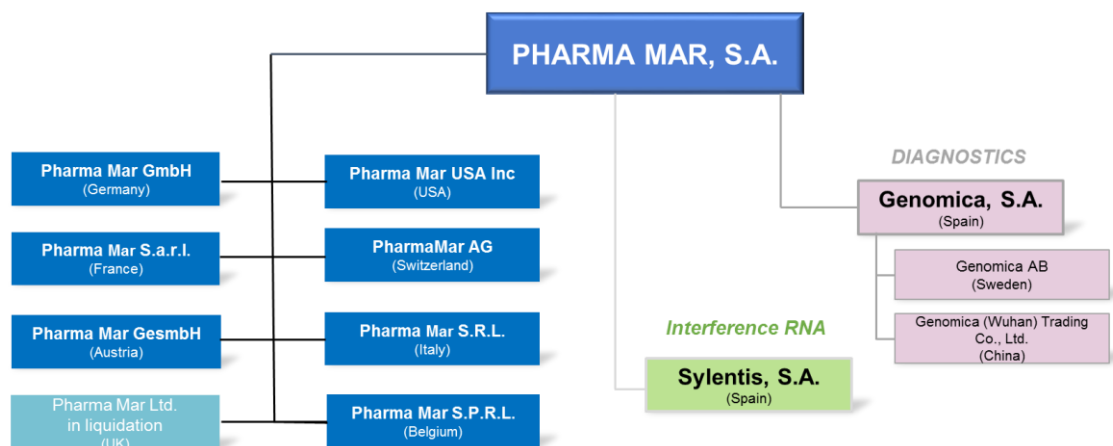 PHARMA MAR, S.A.
Pharma Mar GmbH
(Germany)
Pharma Mar USA Inc
(USA)
Pharma Mar S.a.r.l.
(France)
PharmaMar AG
(Switzerland)
Pharma Mar GesmbH
(Austria)
Pharma Mar S.R.L.
(Italy)
Pharma Mar Ltd.
in liquidation
(UK)
Pharma Mar S.P.R.L.
(Belgium)
Interference RNA
Sylentis, S.A.
(Spain)
DIAGNOSTICS
Genomica, S.A.
(Spain)
Genomica AB
(Sweden)
Genomica (Wuhan) Trading
Co., Ltd.
(China)